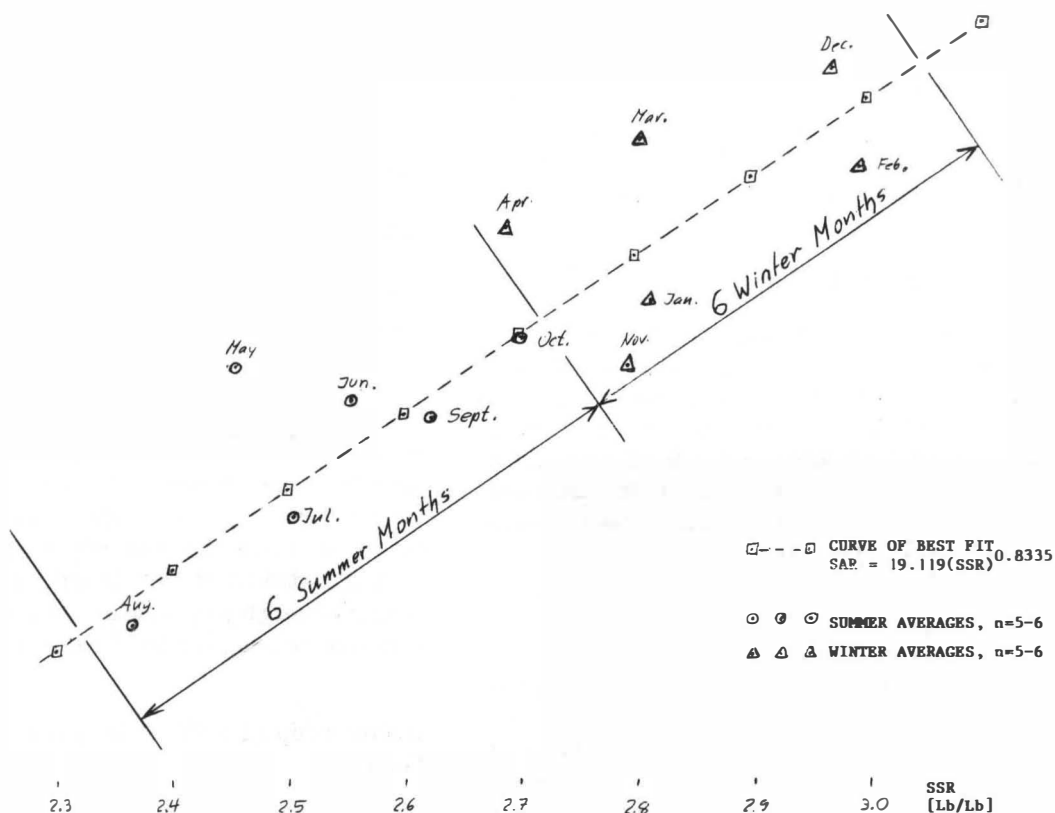 Dec.
Mar.
Feb.
Apr.
6 Winter Months
Jan.
Oct.
Nov.
May
Jun.
Sept.
Jul.
6 Summer Months
Aug.
CURVE OF BEST FIT
SAR = 19.119(SSR)^0.8335
SUMMER AVERAGES, n=5-6
WINTER AVERAGES, n=5-6
2.3 2.4 2.5 2.6 2.7 2.8 2.9 3.0 SSR
[Lb/Lb]